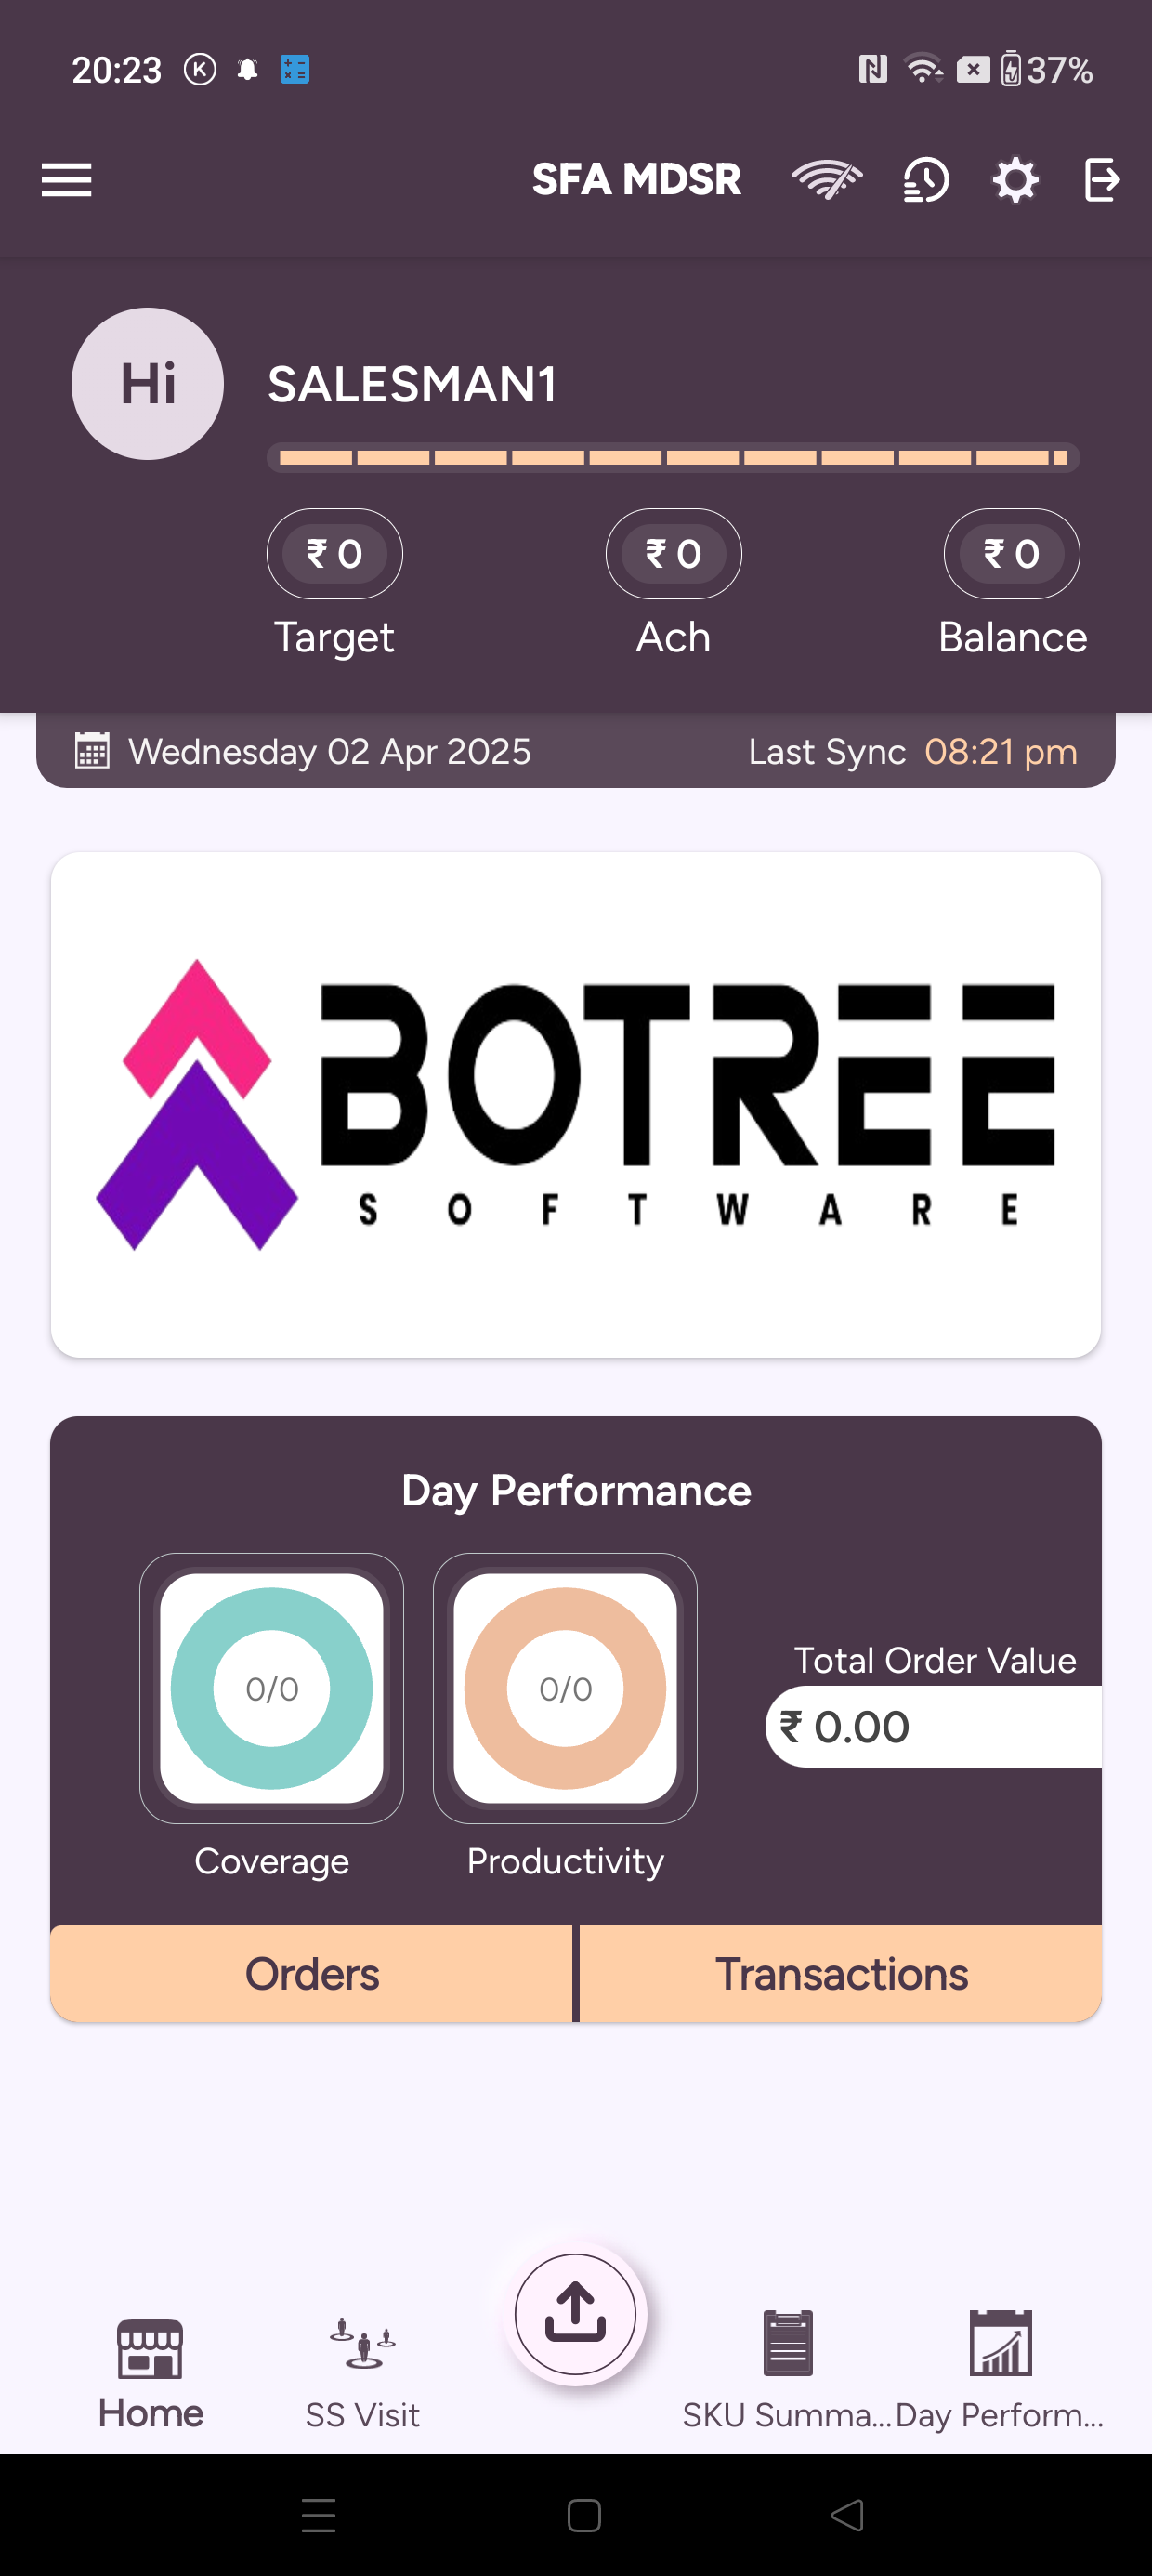 20:23 K 37%
SFA MDSR
Hi
SALESMAN1
₹ 0 ₹ 0 ₹ 0
Target Ach Balance
Wednesday 02 Apr 2025 Last Sync 08:21 pm
BOTREE
SOFTWARE
Day Performance
0/0 0/0
Total Order Value
₹ 0.00
Coverage Productivity
Orders Transactions
Home SS Visit SKU Summa... Day Perform...